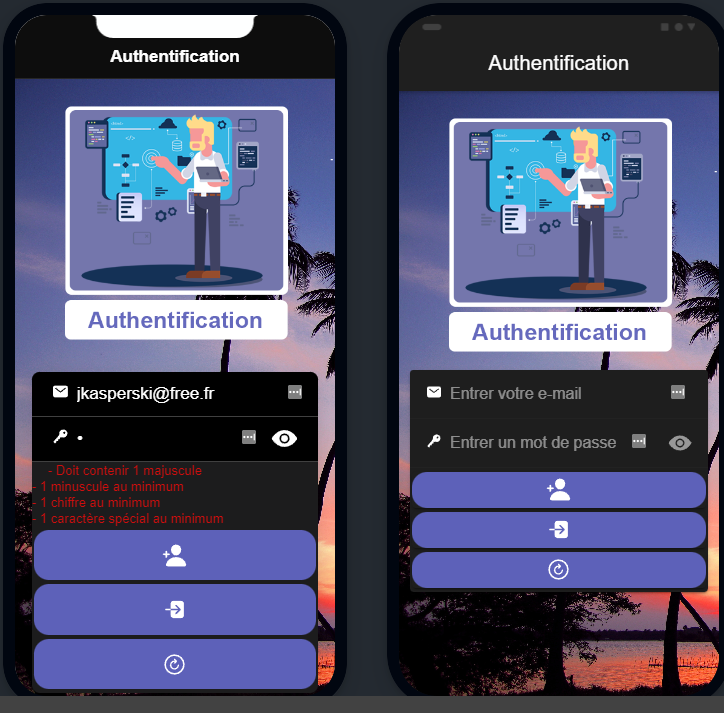 Authentification
Authentification
jkasperski@free.fr
- Doit contenir 1 majuscule
- 1 minuscule au minimum
- 1 chiffre au minimum
- 1 caractère spécial au minimum
Authentification
Authentification
Entrer votre e-mail
Entrer un mot de passe